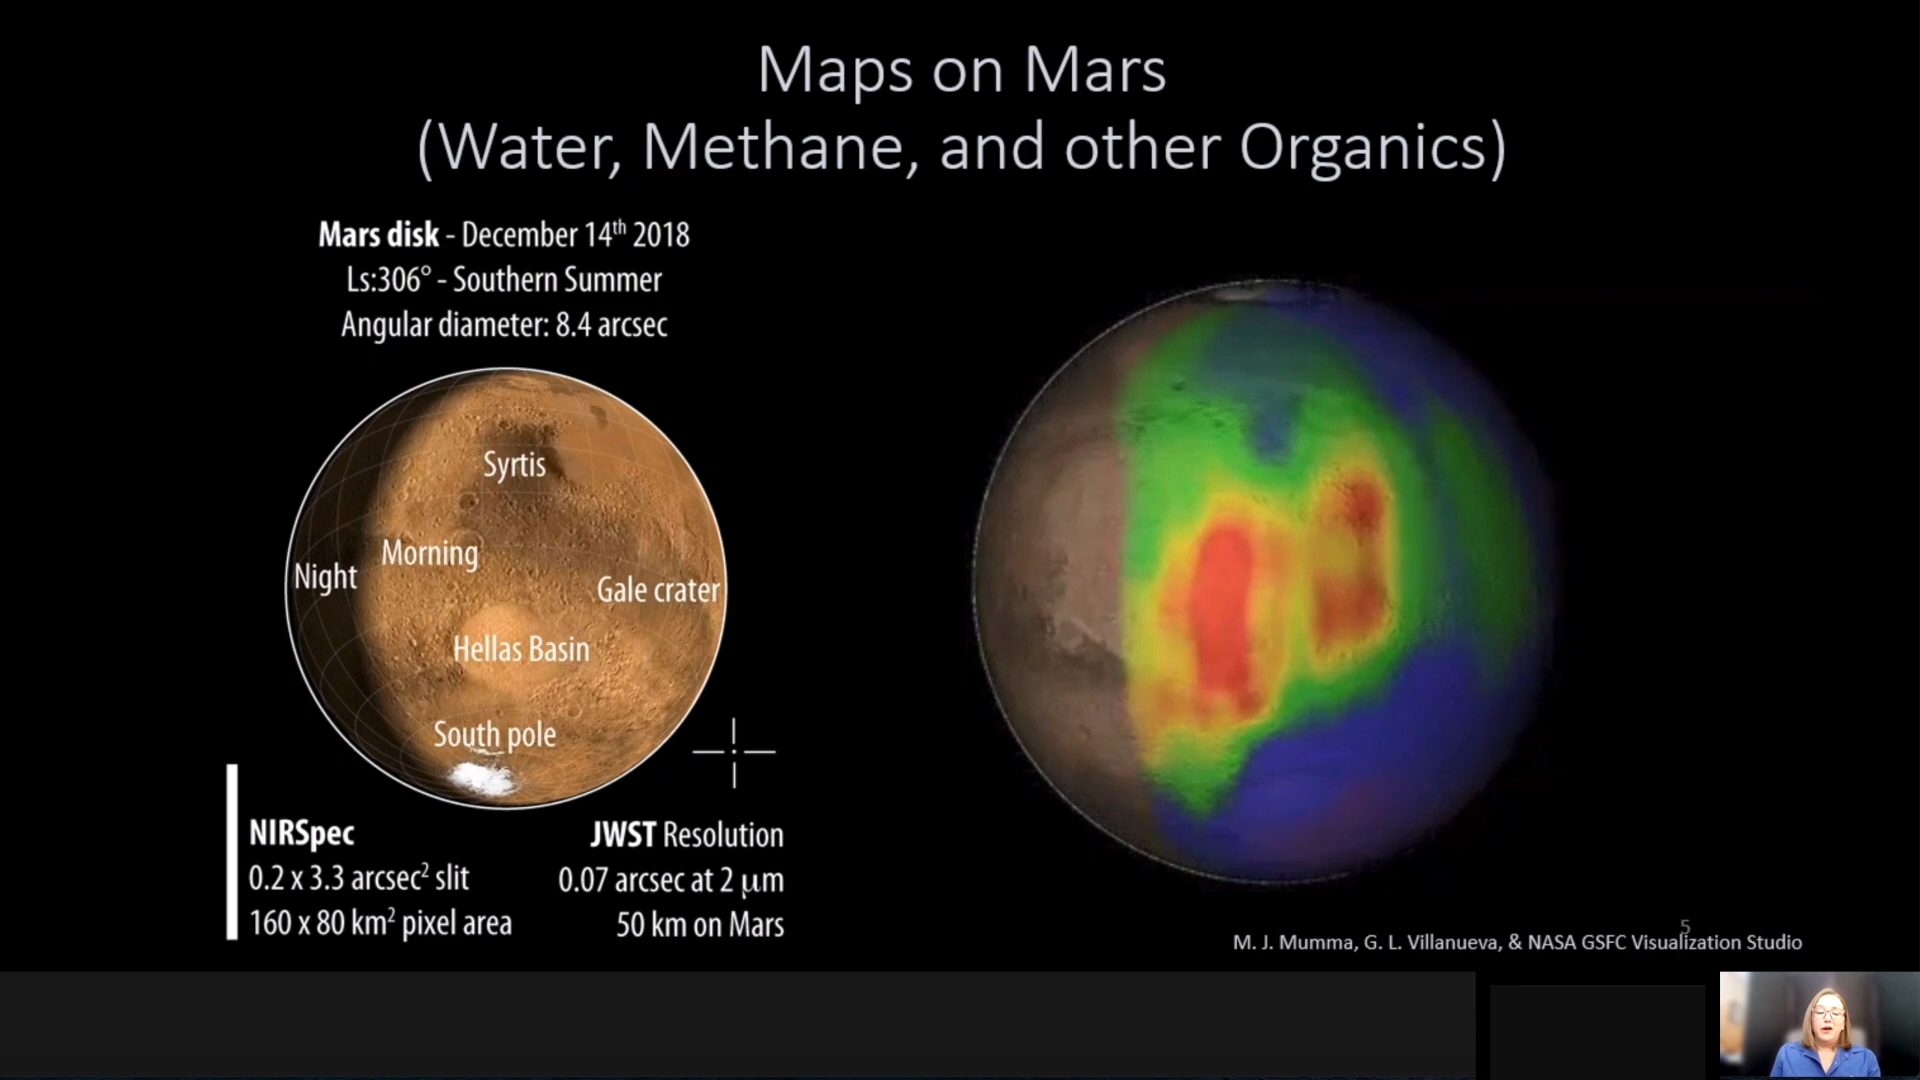 Maps on Mars
(Water, Methane, and other Organics)
Mars disk - December 14th 2018
Ls:306° - Southern Summer
Angular diameter: 8.4 arcsec
Syrtis
Morning
Night
Gale crater
Hellas Basin
South pole
NIRSpec
0.2 x 3.3 arcsec² slit
160 x 80 km² pixel area
JWST Resolution
0.07 arcsec at 2 μm
50 km on Mars
5
M. J. Mumma, G. L. Villanueva, & NASA GSFC Visualization Studio